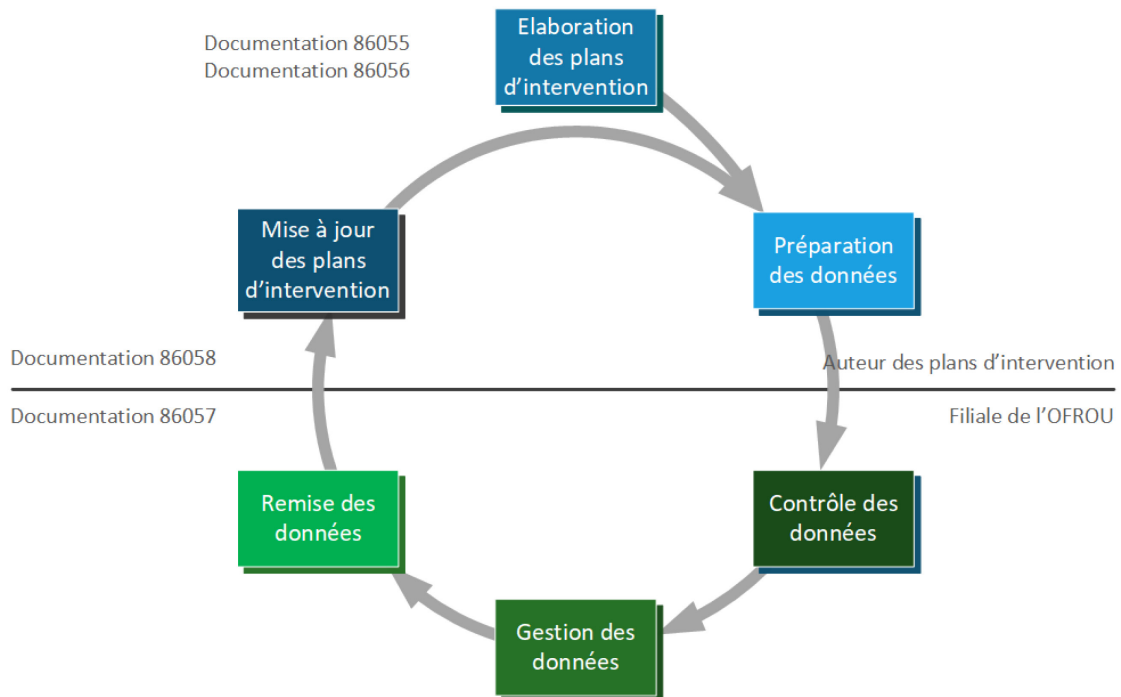 Elaboration
des plans
d'intervention
Documentation 86055
Documentation 86056
Mise à jour
des plans
d'intervention
Préparation
des données
Documentation 86058
Auteur des plans d'intervention
Documentation 86057
Filiale de l'OFROU
Remise des
données
Contrôle des
données
Gestion des
données